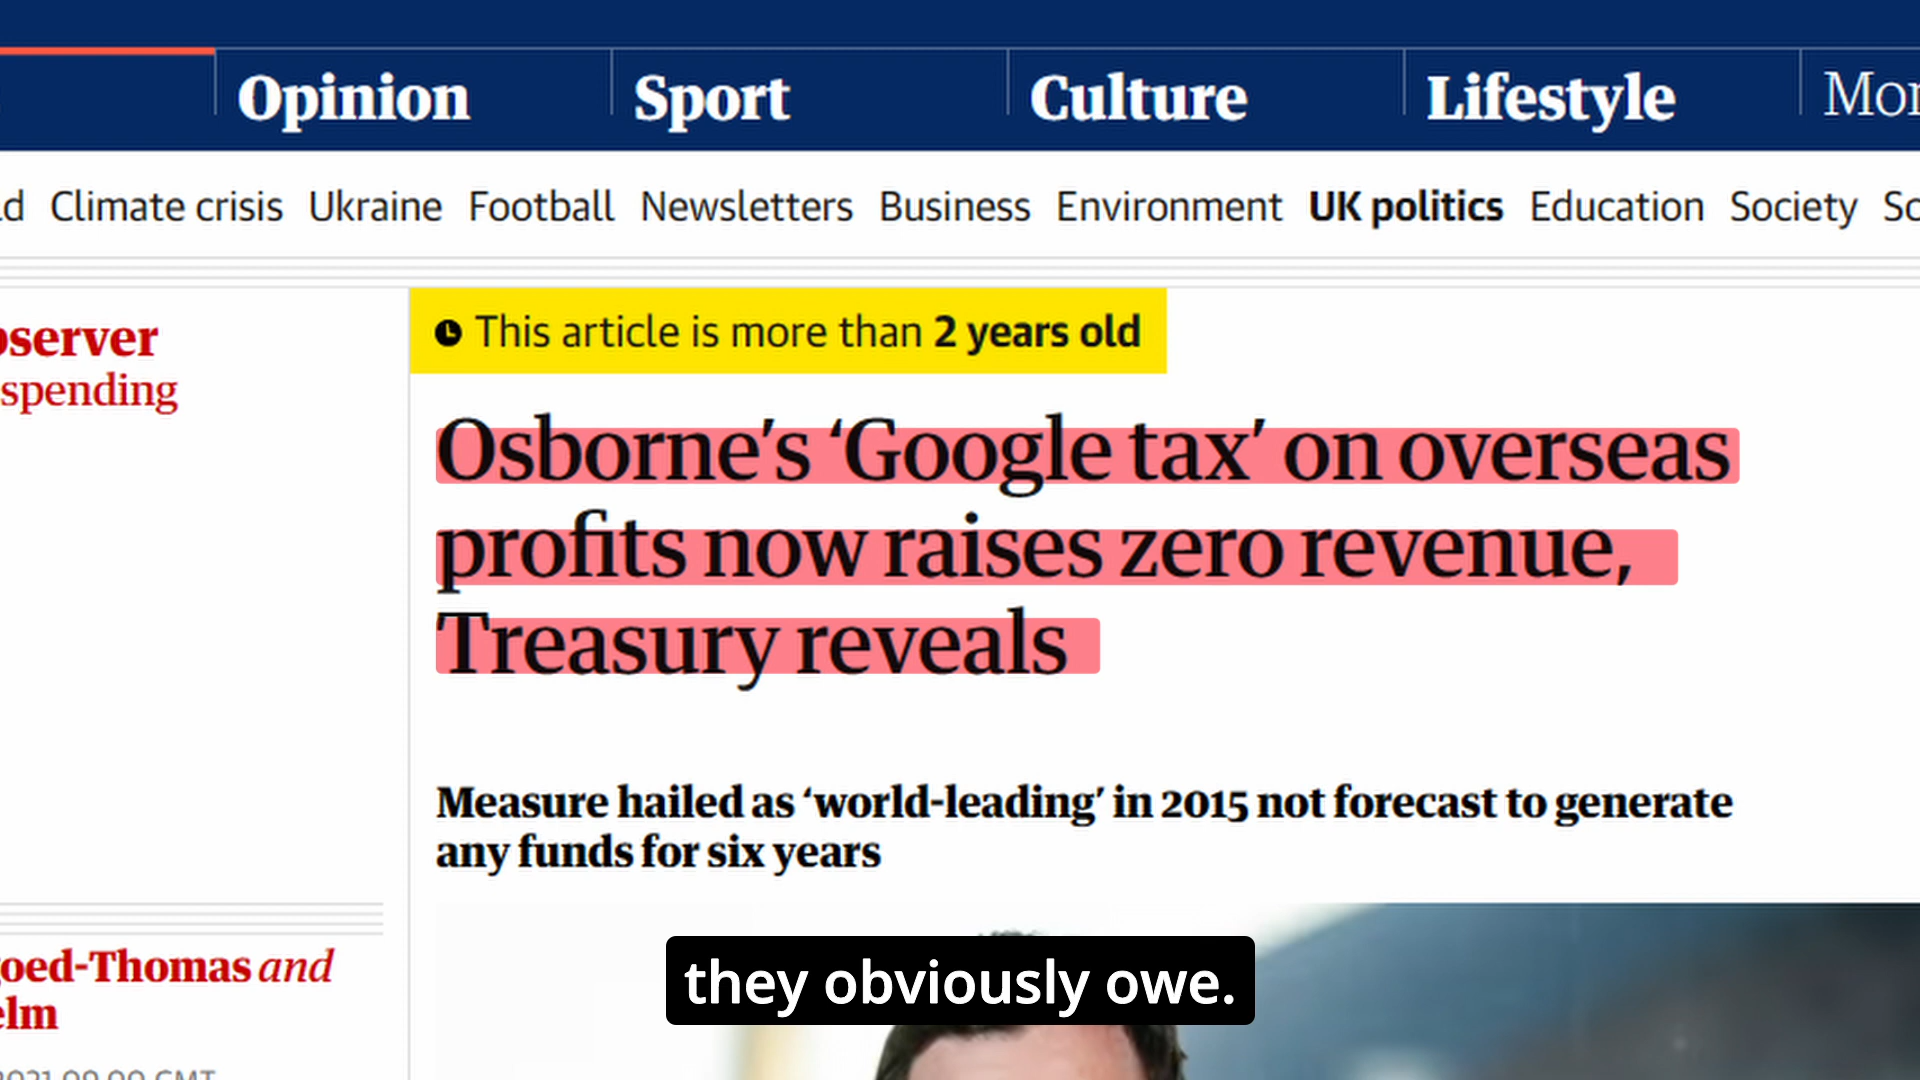 Opinion Sport Culture Lifestyle
Climate crisis Ukraine Football Newsletters Business Environment UK politics Education Society
spending
This article is more than 2 years old
Osborne’s ‘Google tax’ on overseas
profits now raises zero revenue,
Treasury reveals
Measure hailed as ‘world-leading’ in 2015 not forecast to generate
any funds for six years
and
they obviously owe.